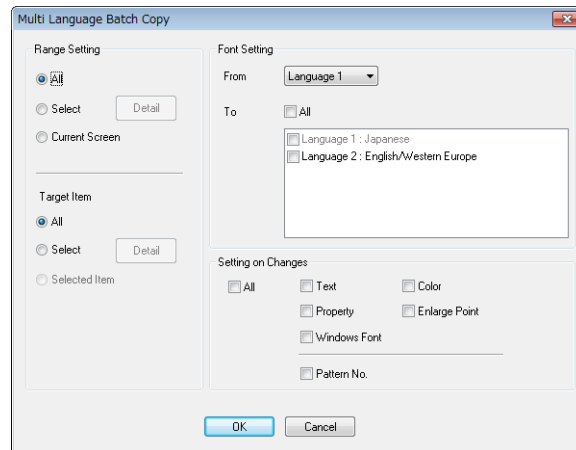 Multi Language Batch Copy
Range Setting
All
Select
Detail
Current Screen
Target Item
All
Select
Detail
Selected Item
Font Setting
From
Language 1
To
All
Language 1 : Japanese
Language 2 : English/Western Europe
Setting on Changes
All
Text
Color
Property
Enlarge Point
Windows Font
Pattern No.
OK
Cancel